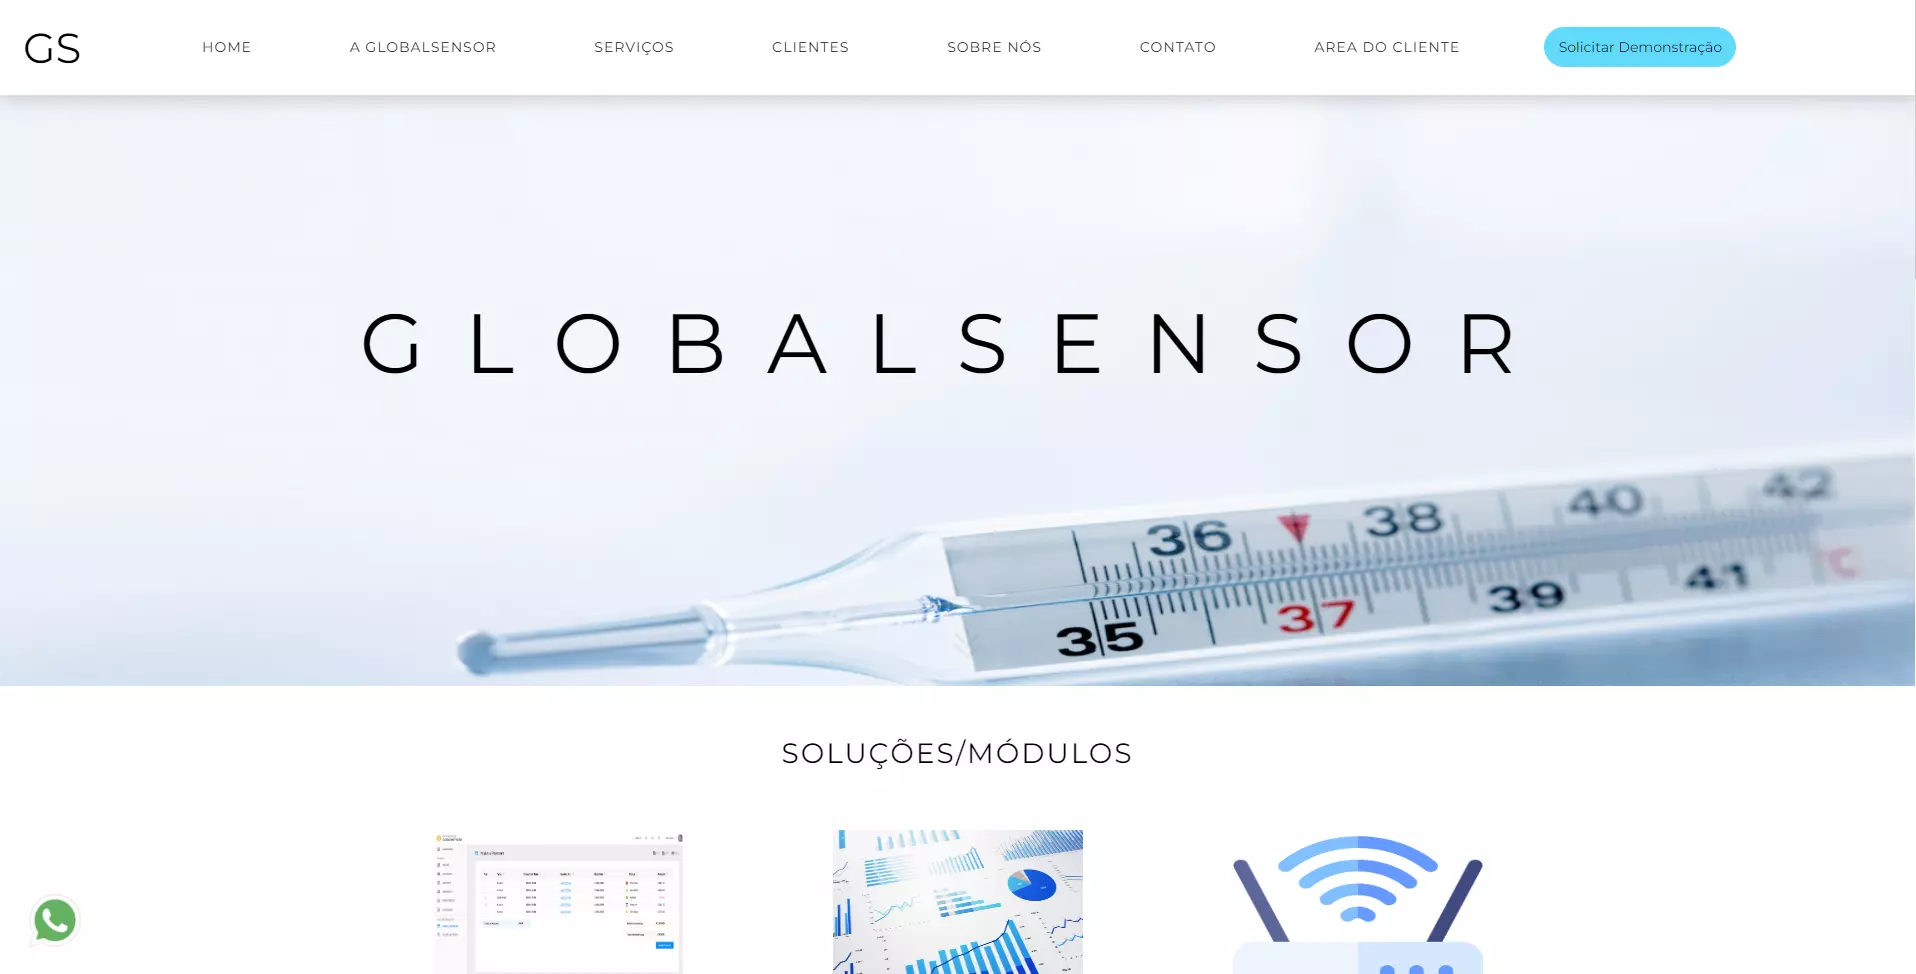 GS
HOME
A GLOBALSENSOR
SERVIÇOS
CLIENTES
SOBRE NÓS
CONTATO
AREA DO CLIENTE
Solicitar Demonstração
GLOBALSENSOR
36 38 40 42
°C
35 37 39 41
SOLUÇÕES/MÓDULOS